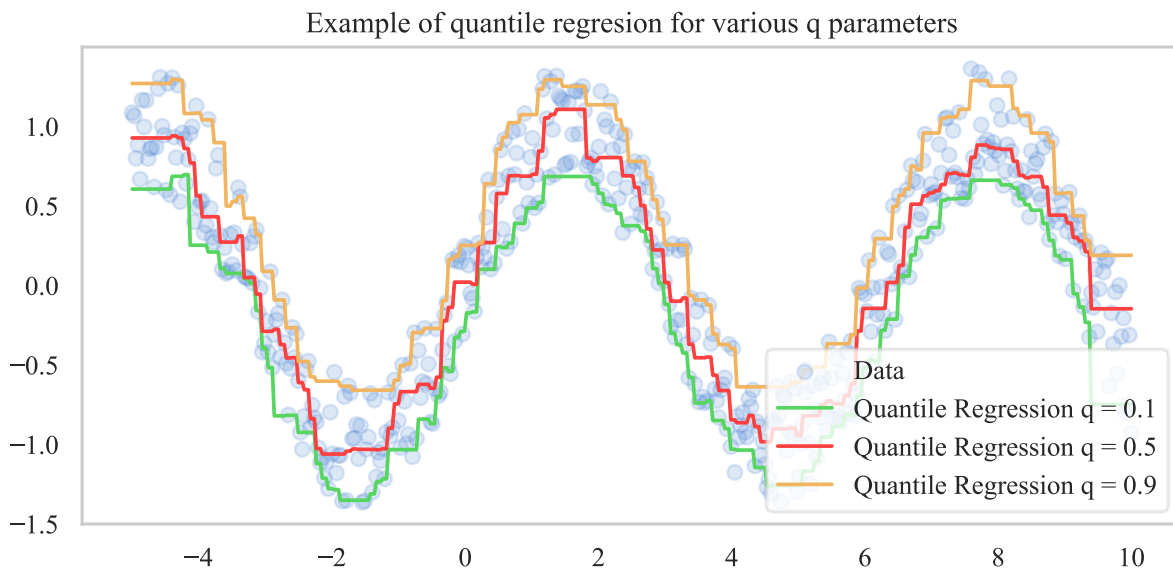 Example of quantile regresion for various q parameters
1.0
0.5
0.0
−0.5
−1.0
−1.5
Data
Quantile Regression q = 0.1
Quantile Regression q = 0.5
Quantile Regression q = 0.9
−4 −2 0 2 4 6 8 10